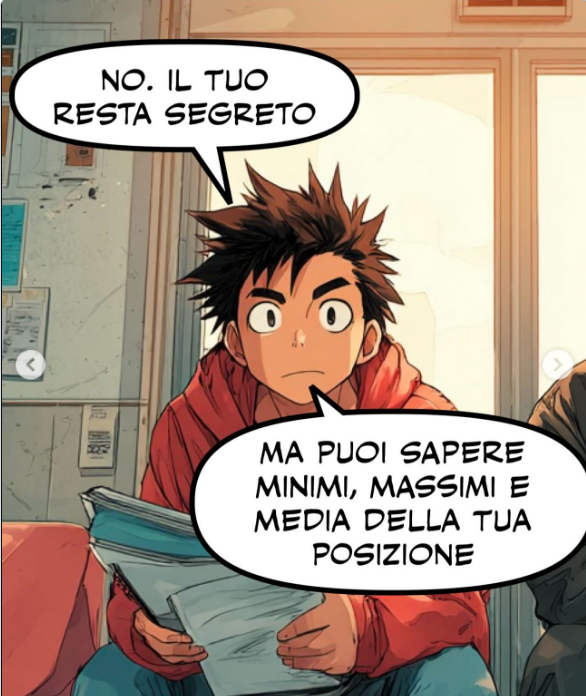 NO. IL TUO
RESTA SEGRETO
MA PUOI SAPERE
MINIMI, MASSIMI E
MEDIA DELLA TUA
POSIZIONE